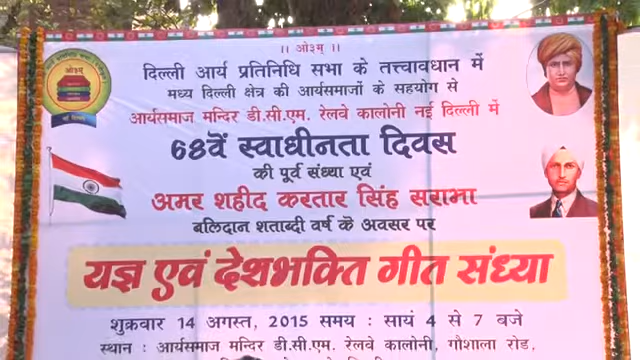 ।। ओ३म् ।।
ओ३म्
दिल्ली आर्य प्रतिनिधि सभा के तत्त्वावधान में
मध्य दिल्ली क्षेत्र की आर्यसमाजों के सहयोग से
आर्यसमाज मन्दिर डी.सी.एम. रेलवे कालोनी नई दिल्ली में
68वें स्वाधीनता दिवस
की पूर्व संध्या एवं
अमर शहीद करतार सिंह सराभा
बलिदान शताब्दी वर्ष के अवसर पर
यज्ञ एवं देशभक्ति गीत संध्या
शुक्रवार 14 अगस्त, 2015 समय : सायं 4 से 7 बजे
स्थान : आर्यसमाज मन्दिर डी.सी.एम. रेलवे कालोनी, गौशाला रोड,